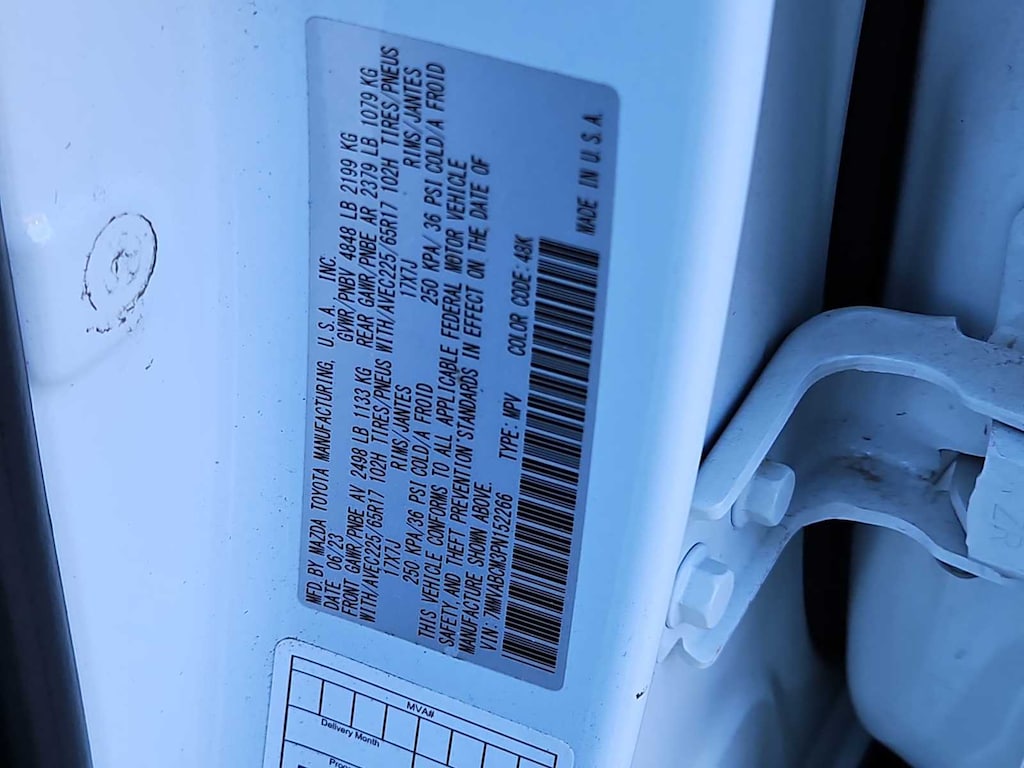 MFD. BY MAZDA TOYOTA MANUFACTURING, U. S. A., INC.
DATE 06/23 GVWR/PNBV 4848 LB 2199 KG
FRONT GAWR/PNBE AV 2498 LB 1133 KG REAR GAWR/PNBE AR 2379 LB 1079 KG
WITH/AVEC225/65R17 102H TIRES/PNEUS WITH/AVEC225/65R17 102H TIRES/PNEUS
17X7J RIMS/JANTES 17X7J RIMS/JANTES
250 KPA/36 PSI COLD/A FROID 250 KPA/ 36 PSI COLD/A FROID
THIS VEHICLE CONFORMS TO ALL APPLICABLE FEDERAL MOTOR VEHICLE
SAFETY AND THEFT PREVENTION STANDARDS IN EFFECT ON THE DATE OF
MANUFACTURE SHOWN ABOVE.
VIN: 7MMVABCM3PN152266 TYPE: MPV COLOR CODE: 48K
MADE IN U. S. A.
MVA#
Delivery Month